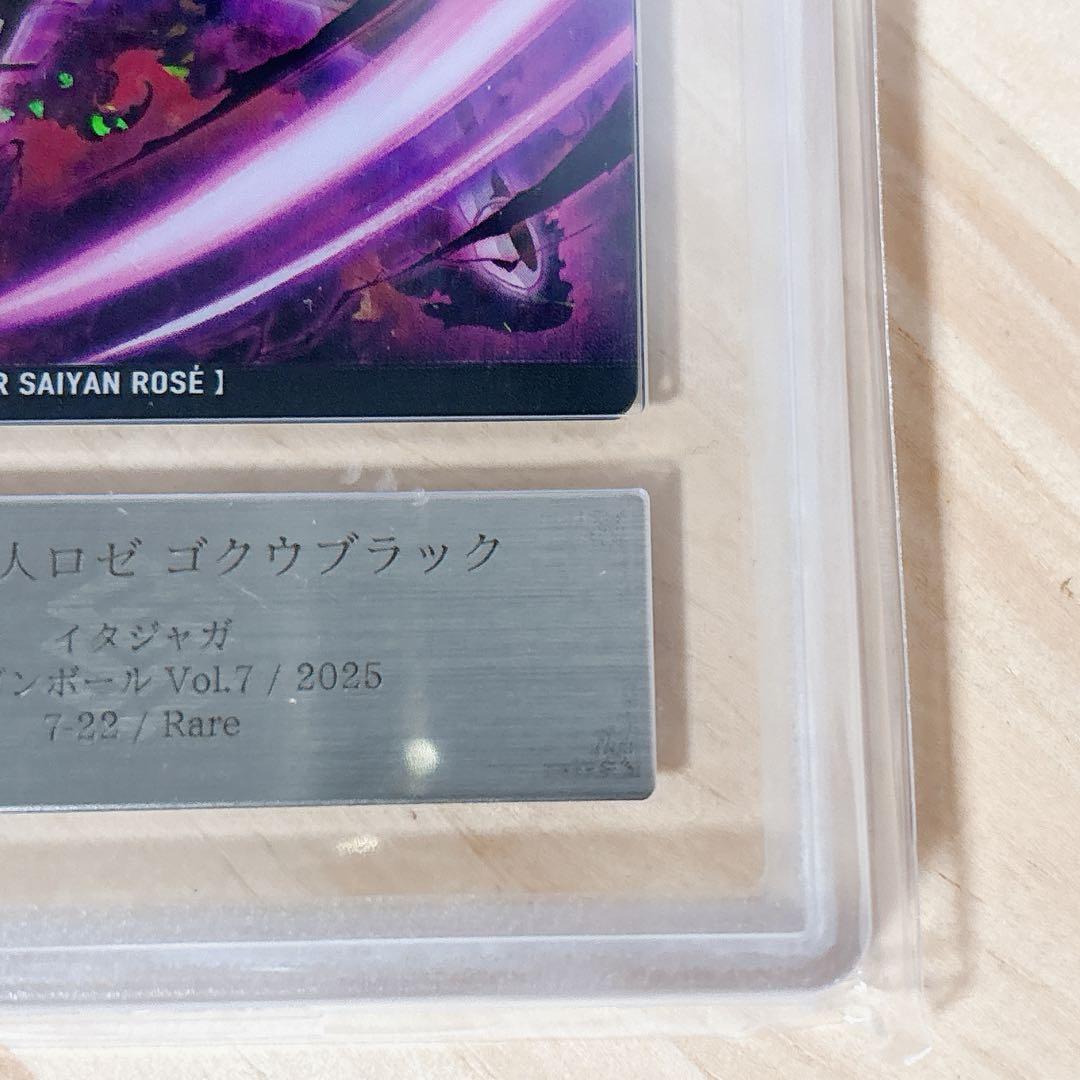 R SAIYAN ROSÉ】
人ロゼ ゴクウブラック
イタジャガ
ンボール Vol.7 / 2025
7-22 / Rare